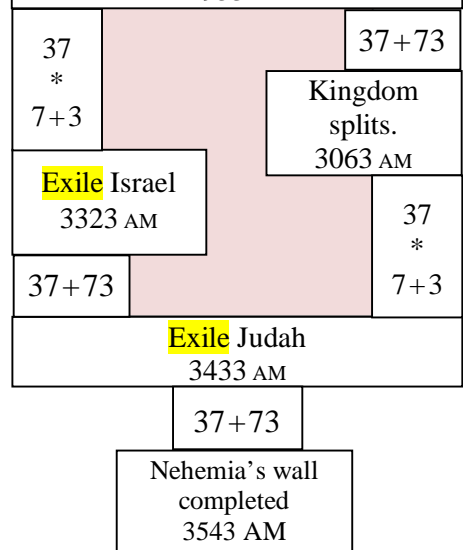 37+73
37
*
7+3
Kingdom
splits.
3063 AM
Exile Israel
3323 AM
37
*
7+3
37+73
Exile Judah
3433 AM
37+73
Nehemia's wall
completed
3543 AM